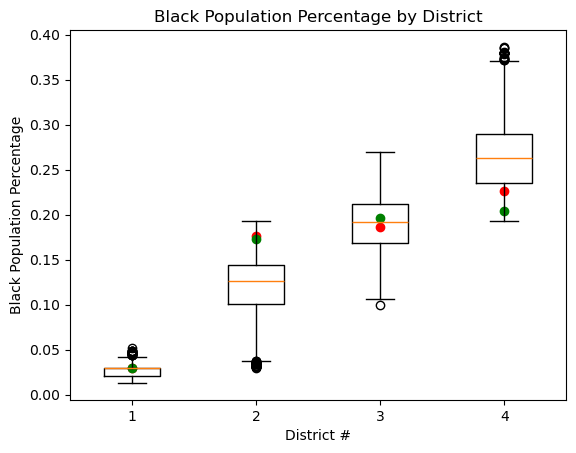 Black Population Percentage by District
Black Population Percentage
0.40
0.35
0.30
0.25
0.20
0.15
0.10
0.05
0.00
1 2 3 4
District #